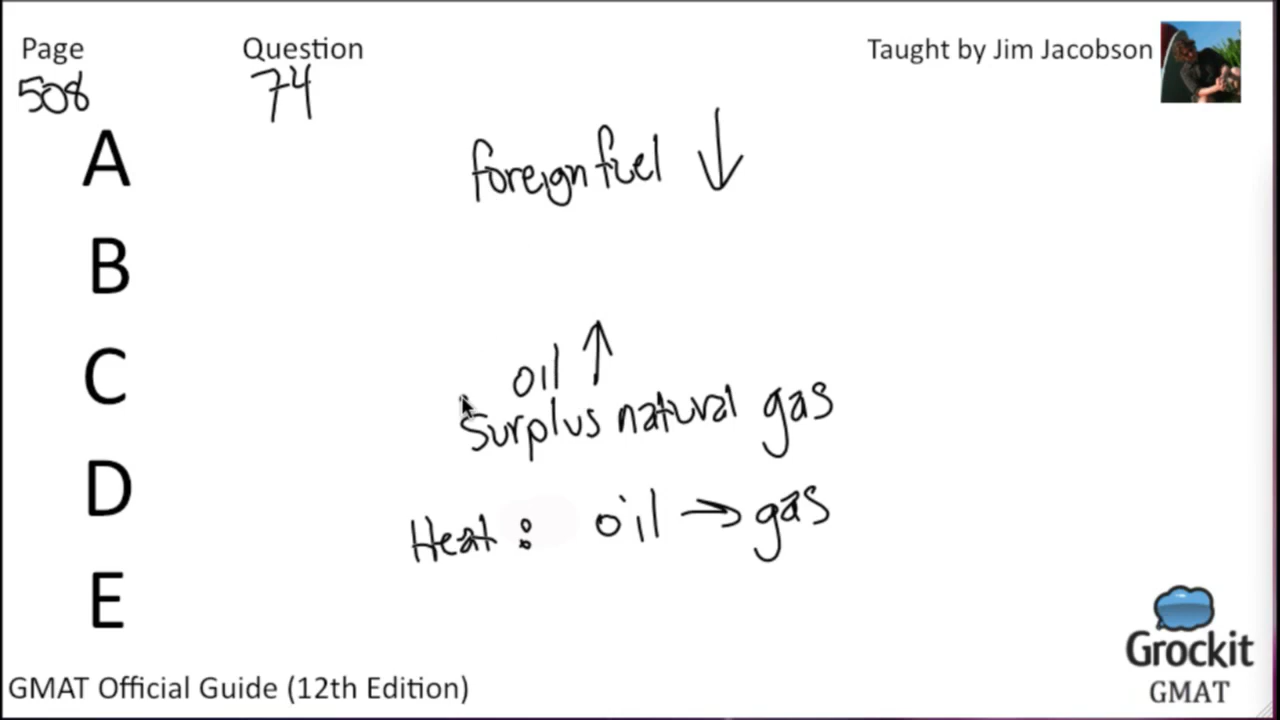 Page Question Taught by Jim Jacobson
508 74
A
foreign fuel ↓
B
oil ↑
C
Surplus natural gas
D
Heat: oil → gas
E
Grockit
GMAT
GMAT Official Guide (12th Edition)